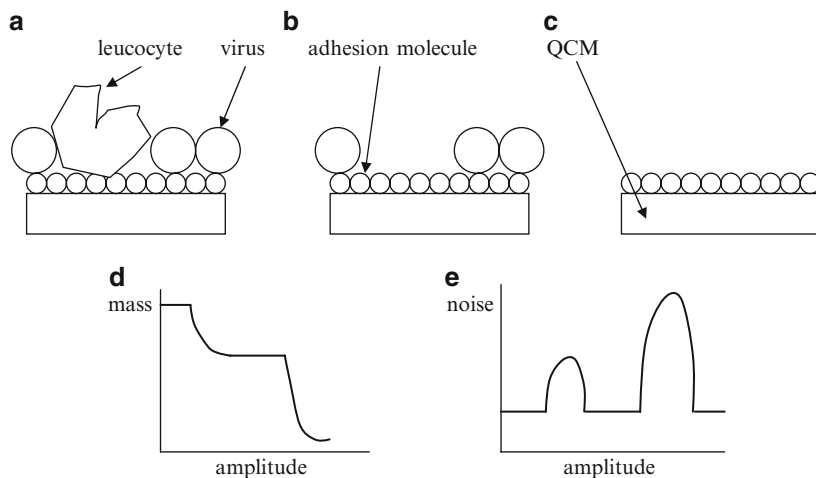 a
leucocyte
virus
b
adhesion molecule
c
QCM
d
mass
amplitude
e
noise
amplitude